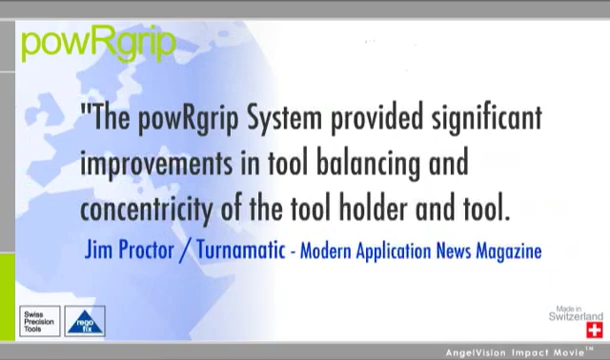 powRgrip
"The powRgrip System provided significant
improvements in tool balancing and
concentricity of the tool holder and tool.
Jim Proctor / Turnamatic - Modern Application News Magazine
Swiss
Precision
Tools
rego
fix
Made in
Switzerland
AngelVision Impact Movie™